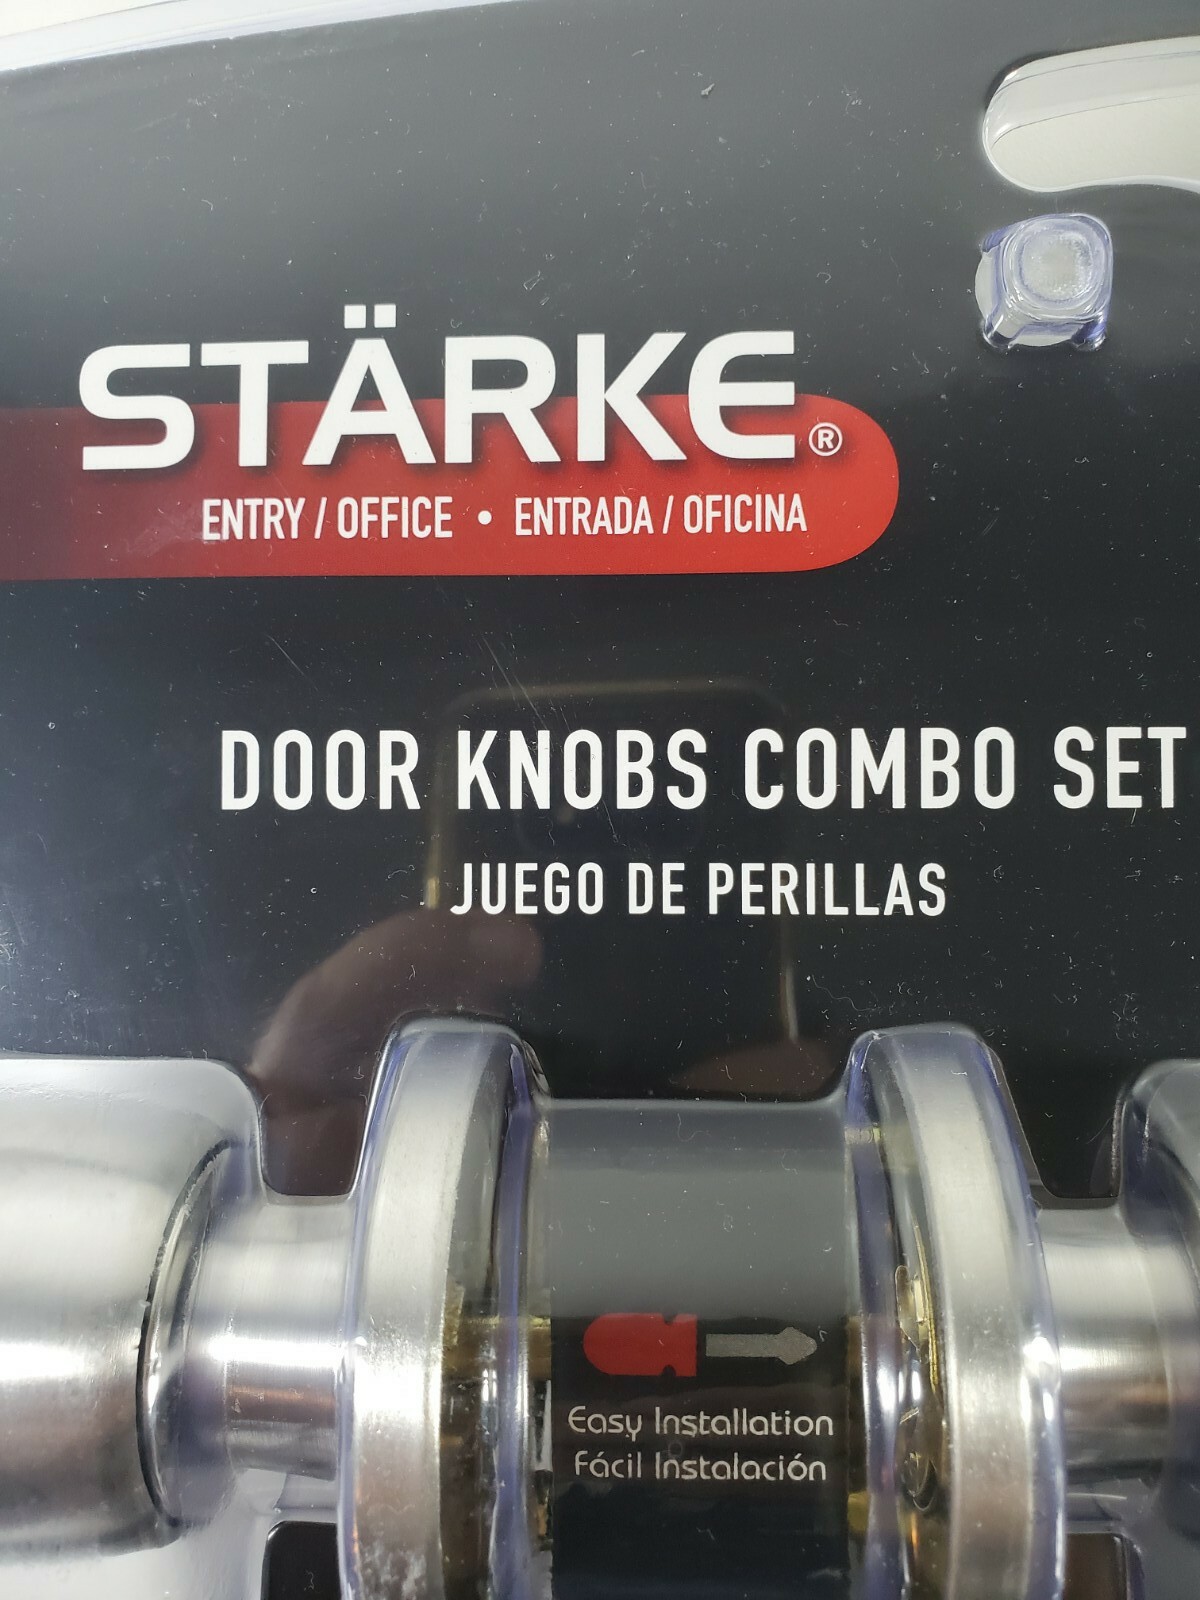 STÄRKE®
ENTRY / OFFICE • ENTRADA / OFICINA
DOOR KNOBS COMBO SET
JUEGO DE PERILLAS
Easy Installation
Fácil Instalación